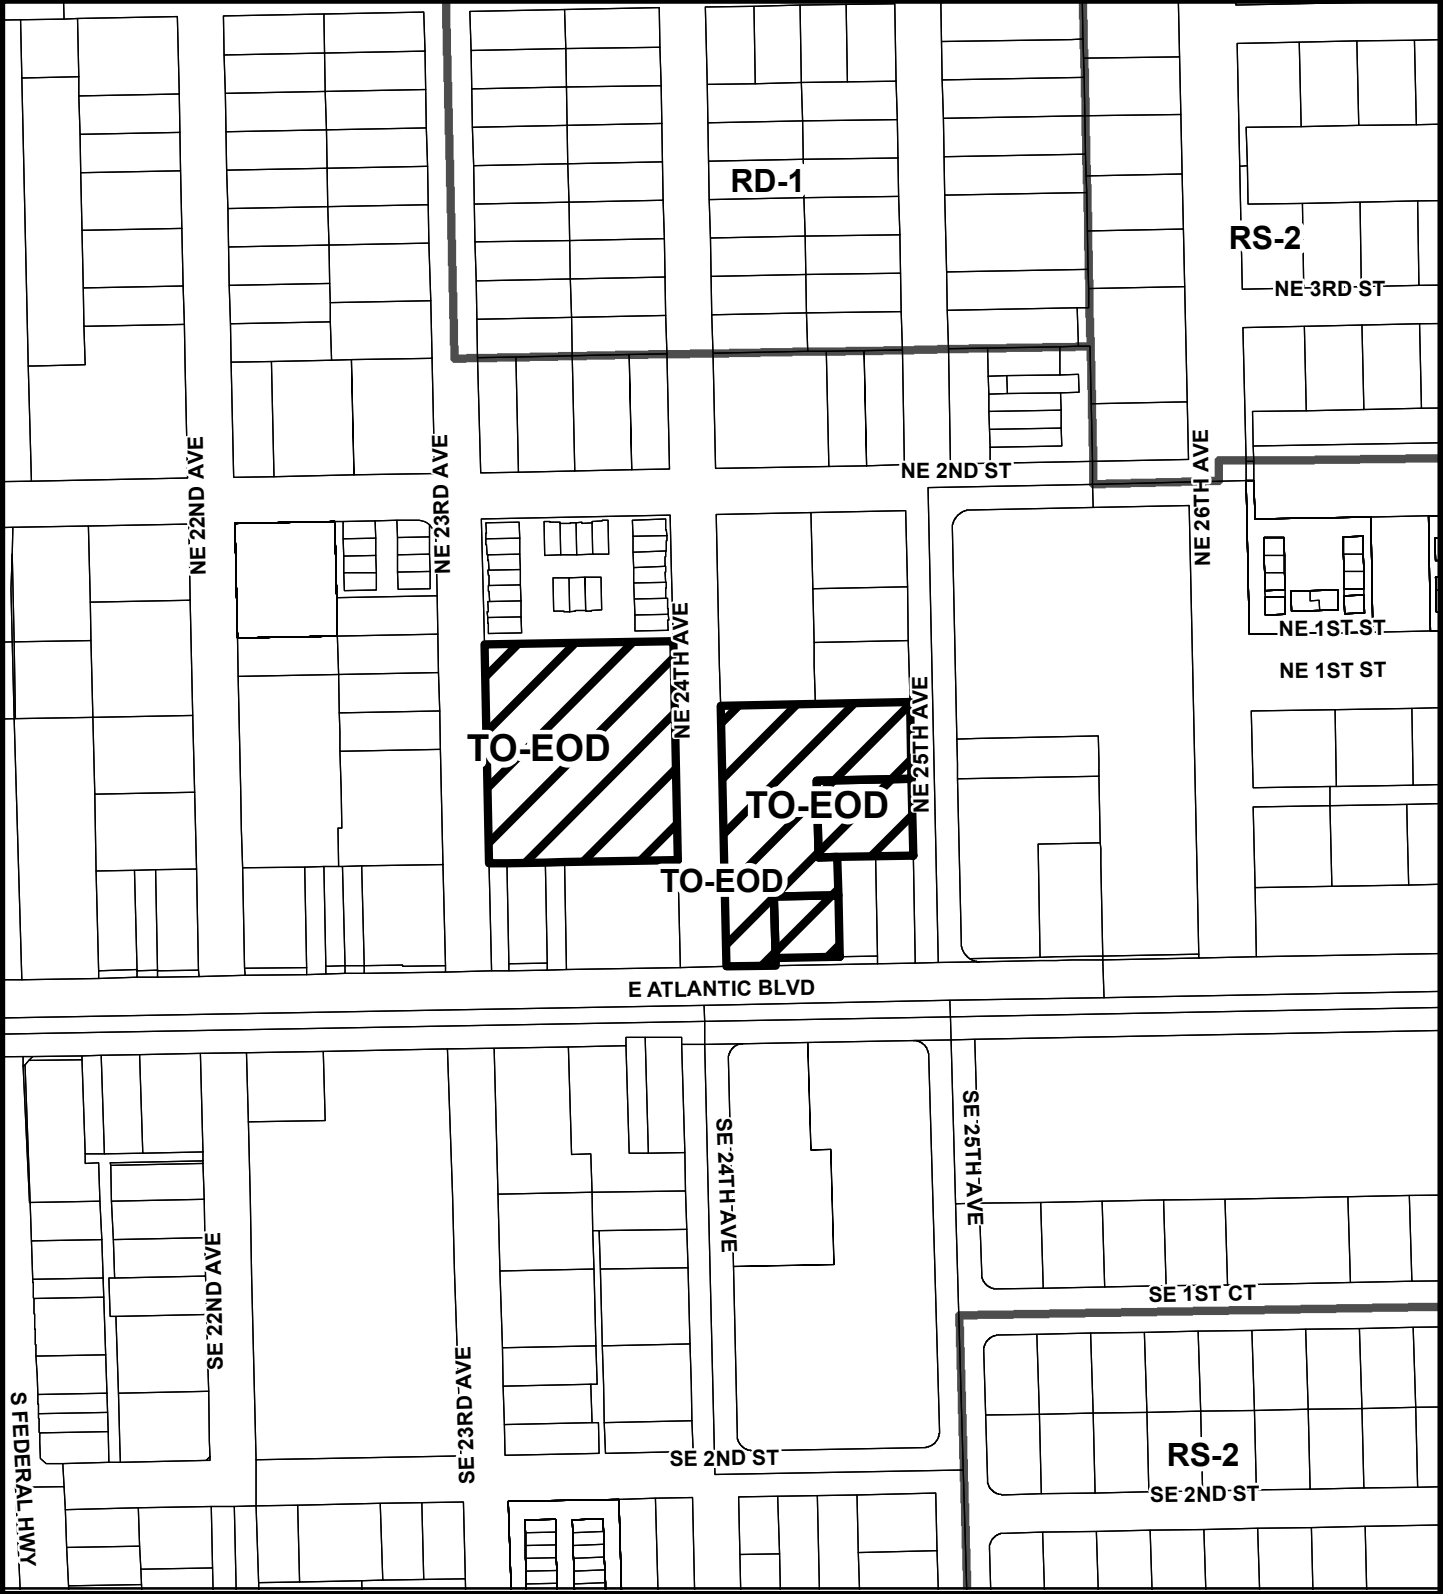 RD-1
RS-2
NE 3RD ST
NE 22ND AVE
NE 23RD AVE
NE 2ND ST
NE 26TH AVE
NE 24TH AVE
NE 1ST ST
NE 1ST ST
NE 25TH AVE
TO-EOD
TO-EOD
TO-EOD
E ATLANTIC BLVD
SE 24TH AVE
SE 25TH AVE
SE 22ND AVE
SE 1ST CT
SE 23RD AVE
S FEDERAL HWY
SE 2ND ST
RS-2
SE 2ND ST